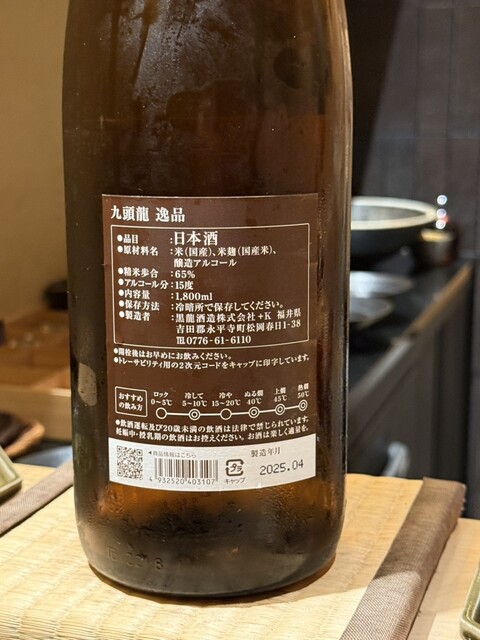 九頭龍 逸品
●品目 :日本酒
●原材料名 :米(国産)、米麹(国産米)、
醸造アルコール
●精米歩合 :65%
●アルコール分 :15度
●内容量 :1,800ml
●保存方法 :冷暗所で保存してください。
●製造者 :黒龍酒造株式会社+K 福井県
吉田郡永平寺町松岡春日1-38
℡0776-61-6110
●開栓後はお早めにお飲みください。
●トレーサビリティ用の2次元コードをキャップに印字しています。
おすすめの飲み方
ロック 0~5℃
冷して 5~10℃
冷や 15~20℃
ぬる燗 40℃
上燗 45℃
熱燗 50℃
●飲酒運転及び20歳未満の飲酒は法律で禁じられています。
妊娠中・授乳期の飲酒はお控えください。お酒は楽しく適量を。
◀商品情報はこちら
4 932520 403107
キャップ
製造年月
2025.04